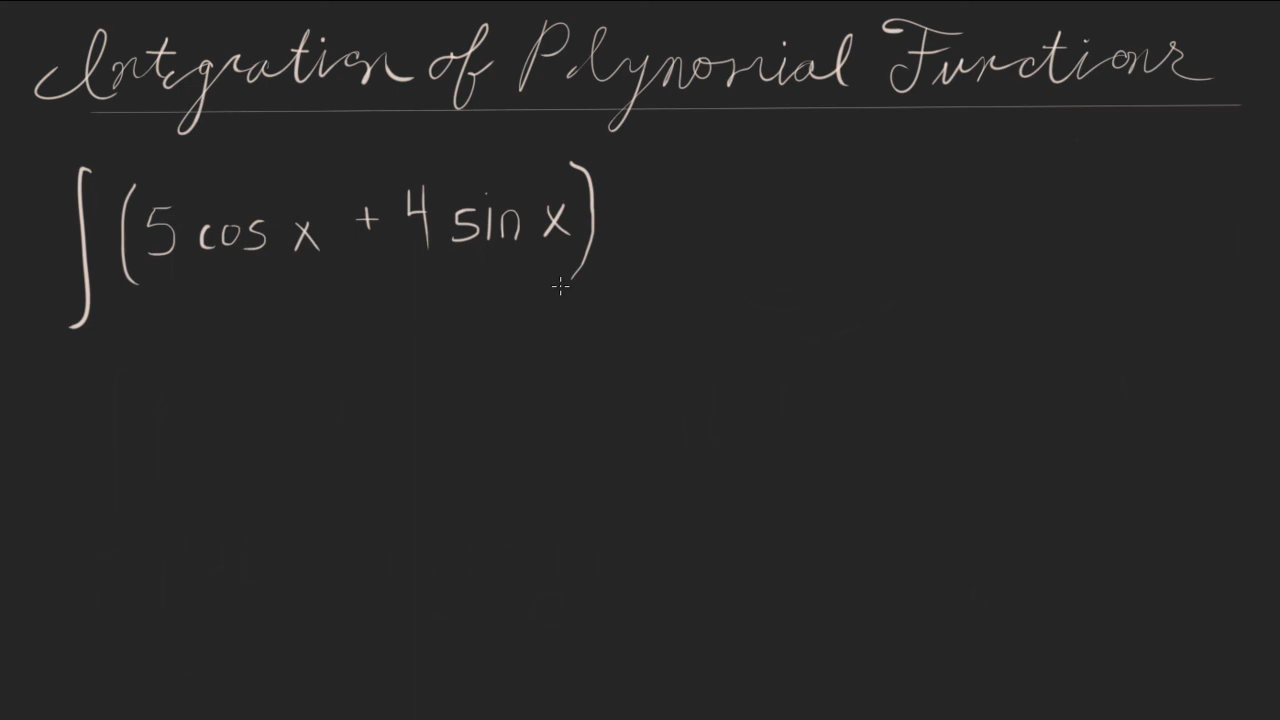 Integration of Polynomial Functions
∫(5 cos x + 4 sin x)